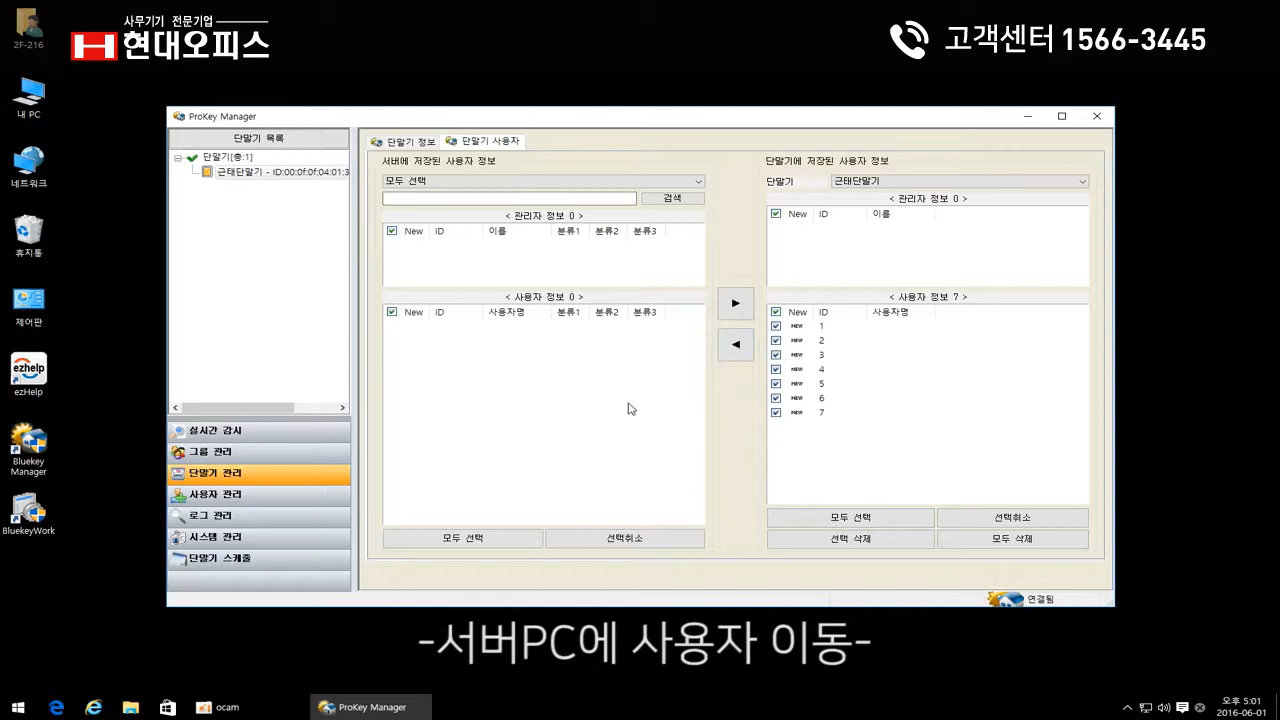 사무기기 전문기업
현대오피스
고객센터 1566-3445
2F-216
내 PC
네트워크
휴지통
제어판
ezhelp
ezHelp
Bluekey
Manager
BluekeyWork
ProKey Manager
단말기 목록
단말기[총:1]
근태단말기 - ID:00:0f:0f:04:01:3
실시간 감시
그룹 관리
단말기 관리
사용자 관리
로그 관리
시스템 관리
단말기 스케줄
단말기 정보
단말기 사용자
서버에 저장된 사용자 정보
모두 선택
검색
< 관리자 정보 0 >
New ID 이름 분류1 분류2 분류3
< 사용자 정보 0 >
New ID 사용자명 분류1 분류2 분류3
모두 선택 선택취소
단말기에 저장된 사용자 정보
단말기 근태단말기
< 관리자 정보 0 >
New ID 이름
< 사용자 정보 7 >
New ID 사용자명
NEW 1
NEW 2
NEW 3
NEW 4
NEW 5
NEW 6
NEW 7
모두 선택 선택취소
선택 삭제 모두 삭제
연결됨
-서버PC에 사용자 이동-
ocam
ProKey Manager
오후 5:01
2016-06-01